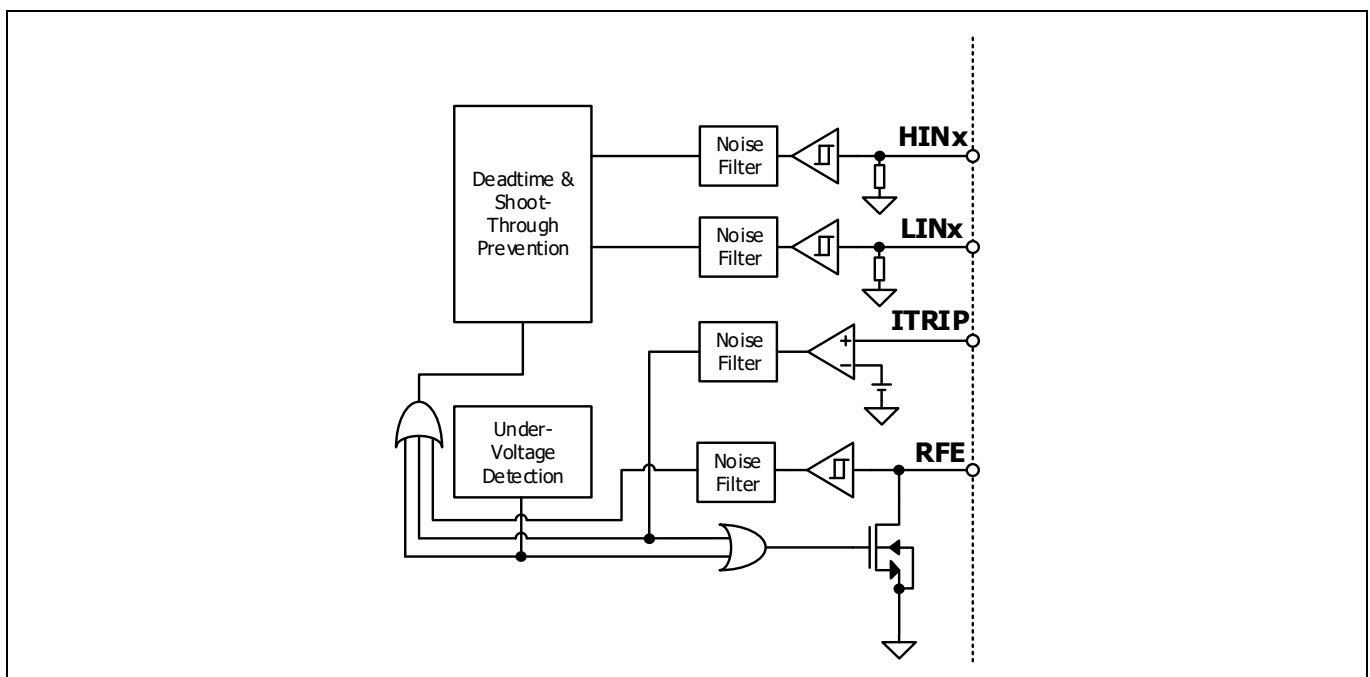 HINx
Noise
Filter
Deadtime &
Shoot-
Through
Prevention
LINx
Noise
Filter
ITRIP
Noise
Filter
+
−
Under-
Voltage
Detection
RFE
Noise
Filter